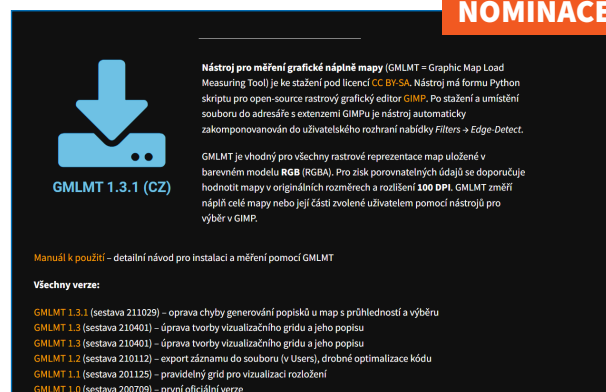 NOMINACE
Nástroj pro měření grafické náplně mapy (GMLMT = Graphic Map Load
Measuring Tool) je ke stažení pod licencí CC BY-SA. Nástroj má formu Python
skriptu pro open-source rastrový grafický editor GIMP. Po stažení a umístění
souboru do adresáře s extenzemi GIMPu je nástroj automaticky
zakomponovanován do uživatelského rozhraní nabídky Filters → Edge-Detect.
GMLMT je vhodný pro všechny rastrové reprezentace map uložené v
barevném modelu RGB (RGBA). Pro zisk porovnatelných údajů se doporučuje
hodnotit mapy v originálních rozměrech a rozlišení 100 DPI. GMLMT změří
náplň celé mapy nebo její části zvolené uživatelem pomocí nástrojů pro
výběr v GIMP.
GMLMT 1.3.1 (CZ)
Manuál k použití – detailní návod pro instalaci a měření pomocí GMLMT
Všechny verze:
GMLMT 1.3.1 (sestava 211029) – oprava chyby generování popisků u map s průhledností a výběru
GMLMT 1.3 (sestava 210401) – úprava tvorby vizualizačního gridu a jeho popisu
GMLMT 1.3 (sestava 210401) – úprava tvorby vizualizačního gridu a jeho popisu
GMLMT 1.2 (sestava 210112) – export záznamu do souboru (v Users), drobné optimalizace kódu
GMLMT 1.1 (sestava 201125) – pravidelný grid pro vizualizaci rozložení
GMLMT 1.0 (sestava 200709) – první oficiální verze